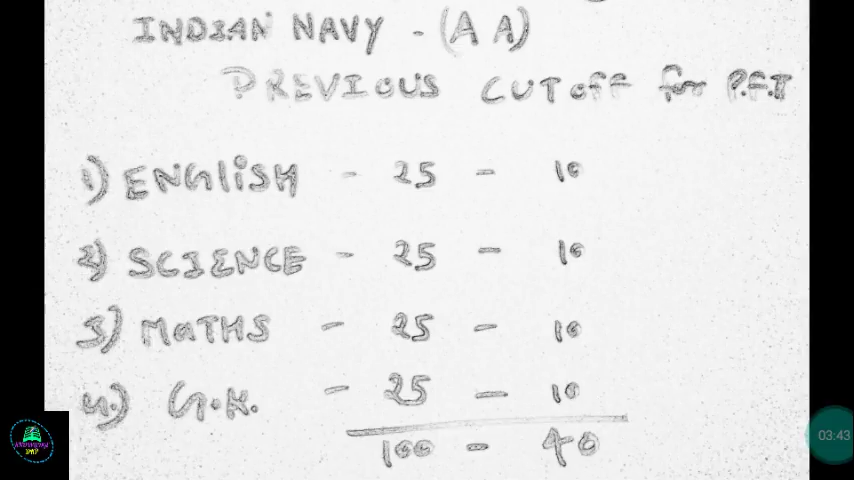 INDIAN NAVY - (AA)
PREVIOUS CUTOFF for P.F.T
1) ENGLISH - 25 - 10
2) SCIENCE - 25 - 10
3) MATHS - 25 - 10
4.) G.K. - 25 - 10
100 - 40
03:43